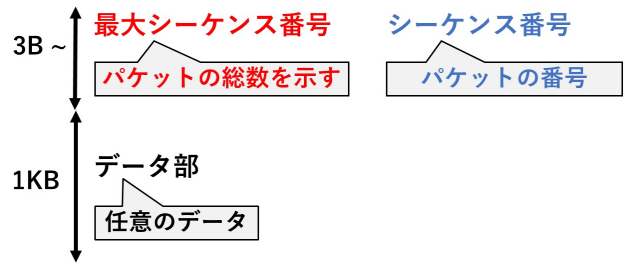 3B ~
最大シーケンス番号
シーケンス番号
パケットの総数を示す
パケットの番号
1KB
データ部
任意のデータ